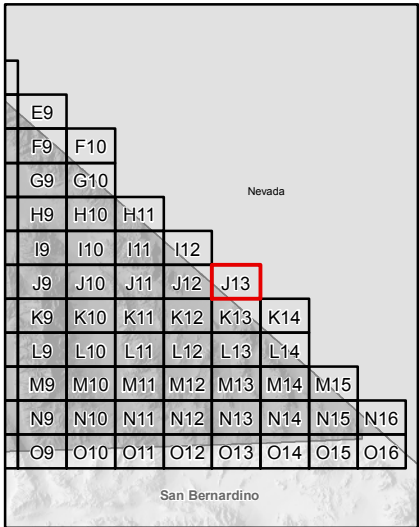 E9
F9 F10
G9 G10
Nevada
H9 H10 H11
I9 I10 I11 I12
J9 J10 J11 J12 J13
K9 K10 K11 K12 K13 K14
L9 L10 L11 L12 L13 L14
M9 M10 M11 M12 M13 M14 M15
N9 N10 N11 N12 N13 N14 N15 N16
O9 O10 O11 O12 O13 O14 O15 O16
San Bernardino